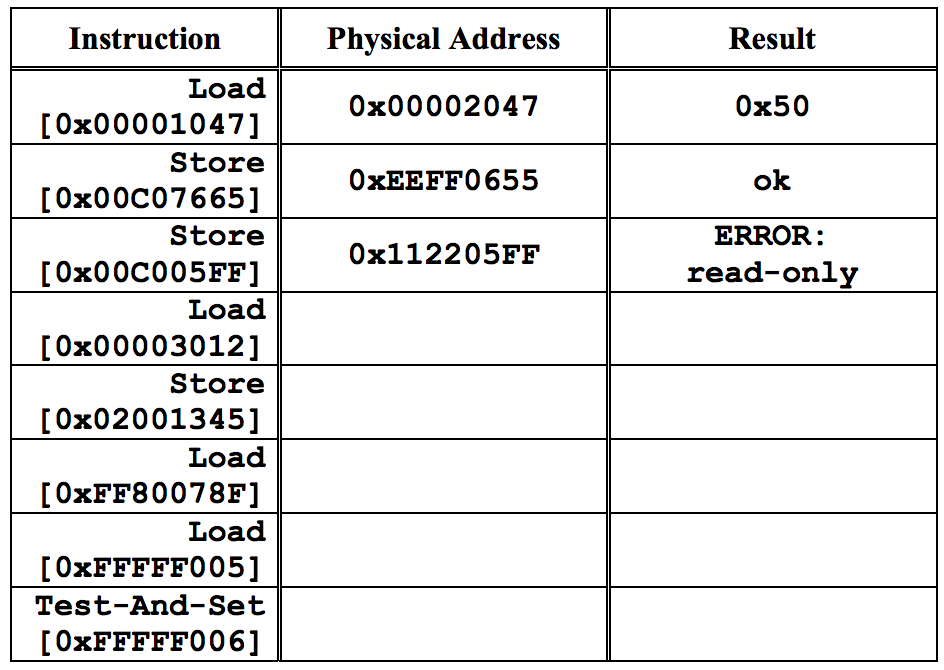 Instruction Physical Address Result
Load
[0x00001047] 0x00002047 0x50
Store
[0x00C07665] 0xEEFF0655 ok
Store
[0x00C005FF] 0x112205FF ERROR:
read-only
Load
[0x00003012]
Store
[0x02001345]
Load
[0xFF80078F]
Load
[0xFFFFF005]
Test-And-Set
[0xFFFFF006]